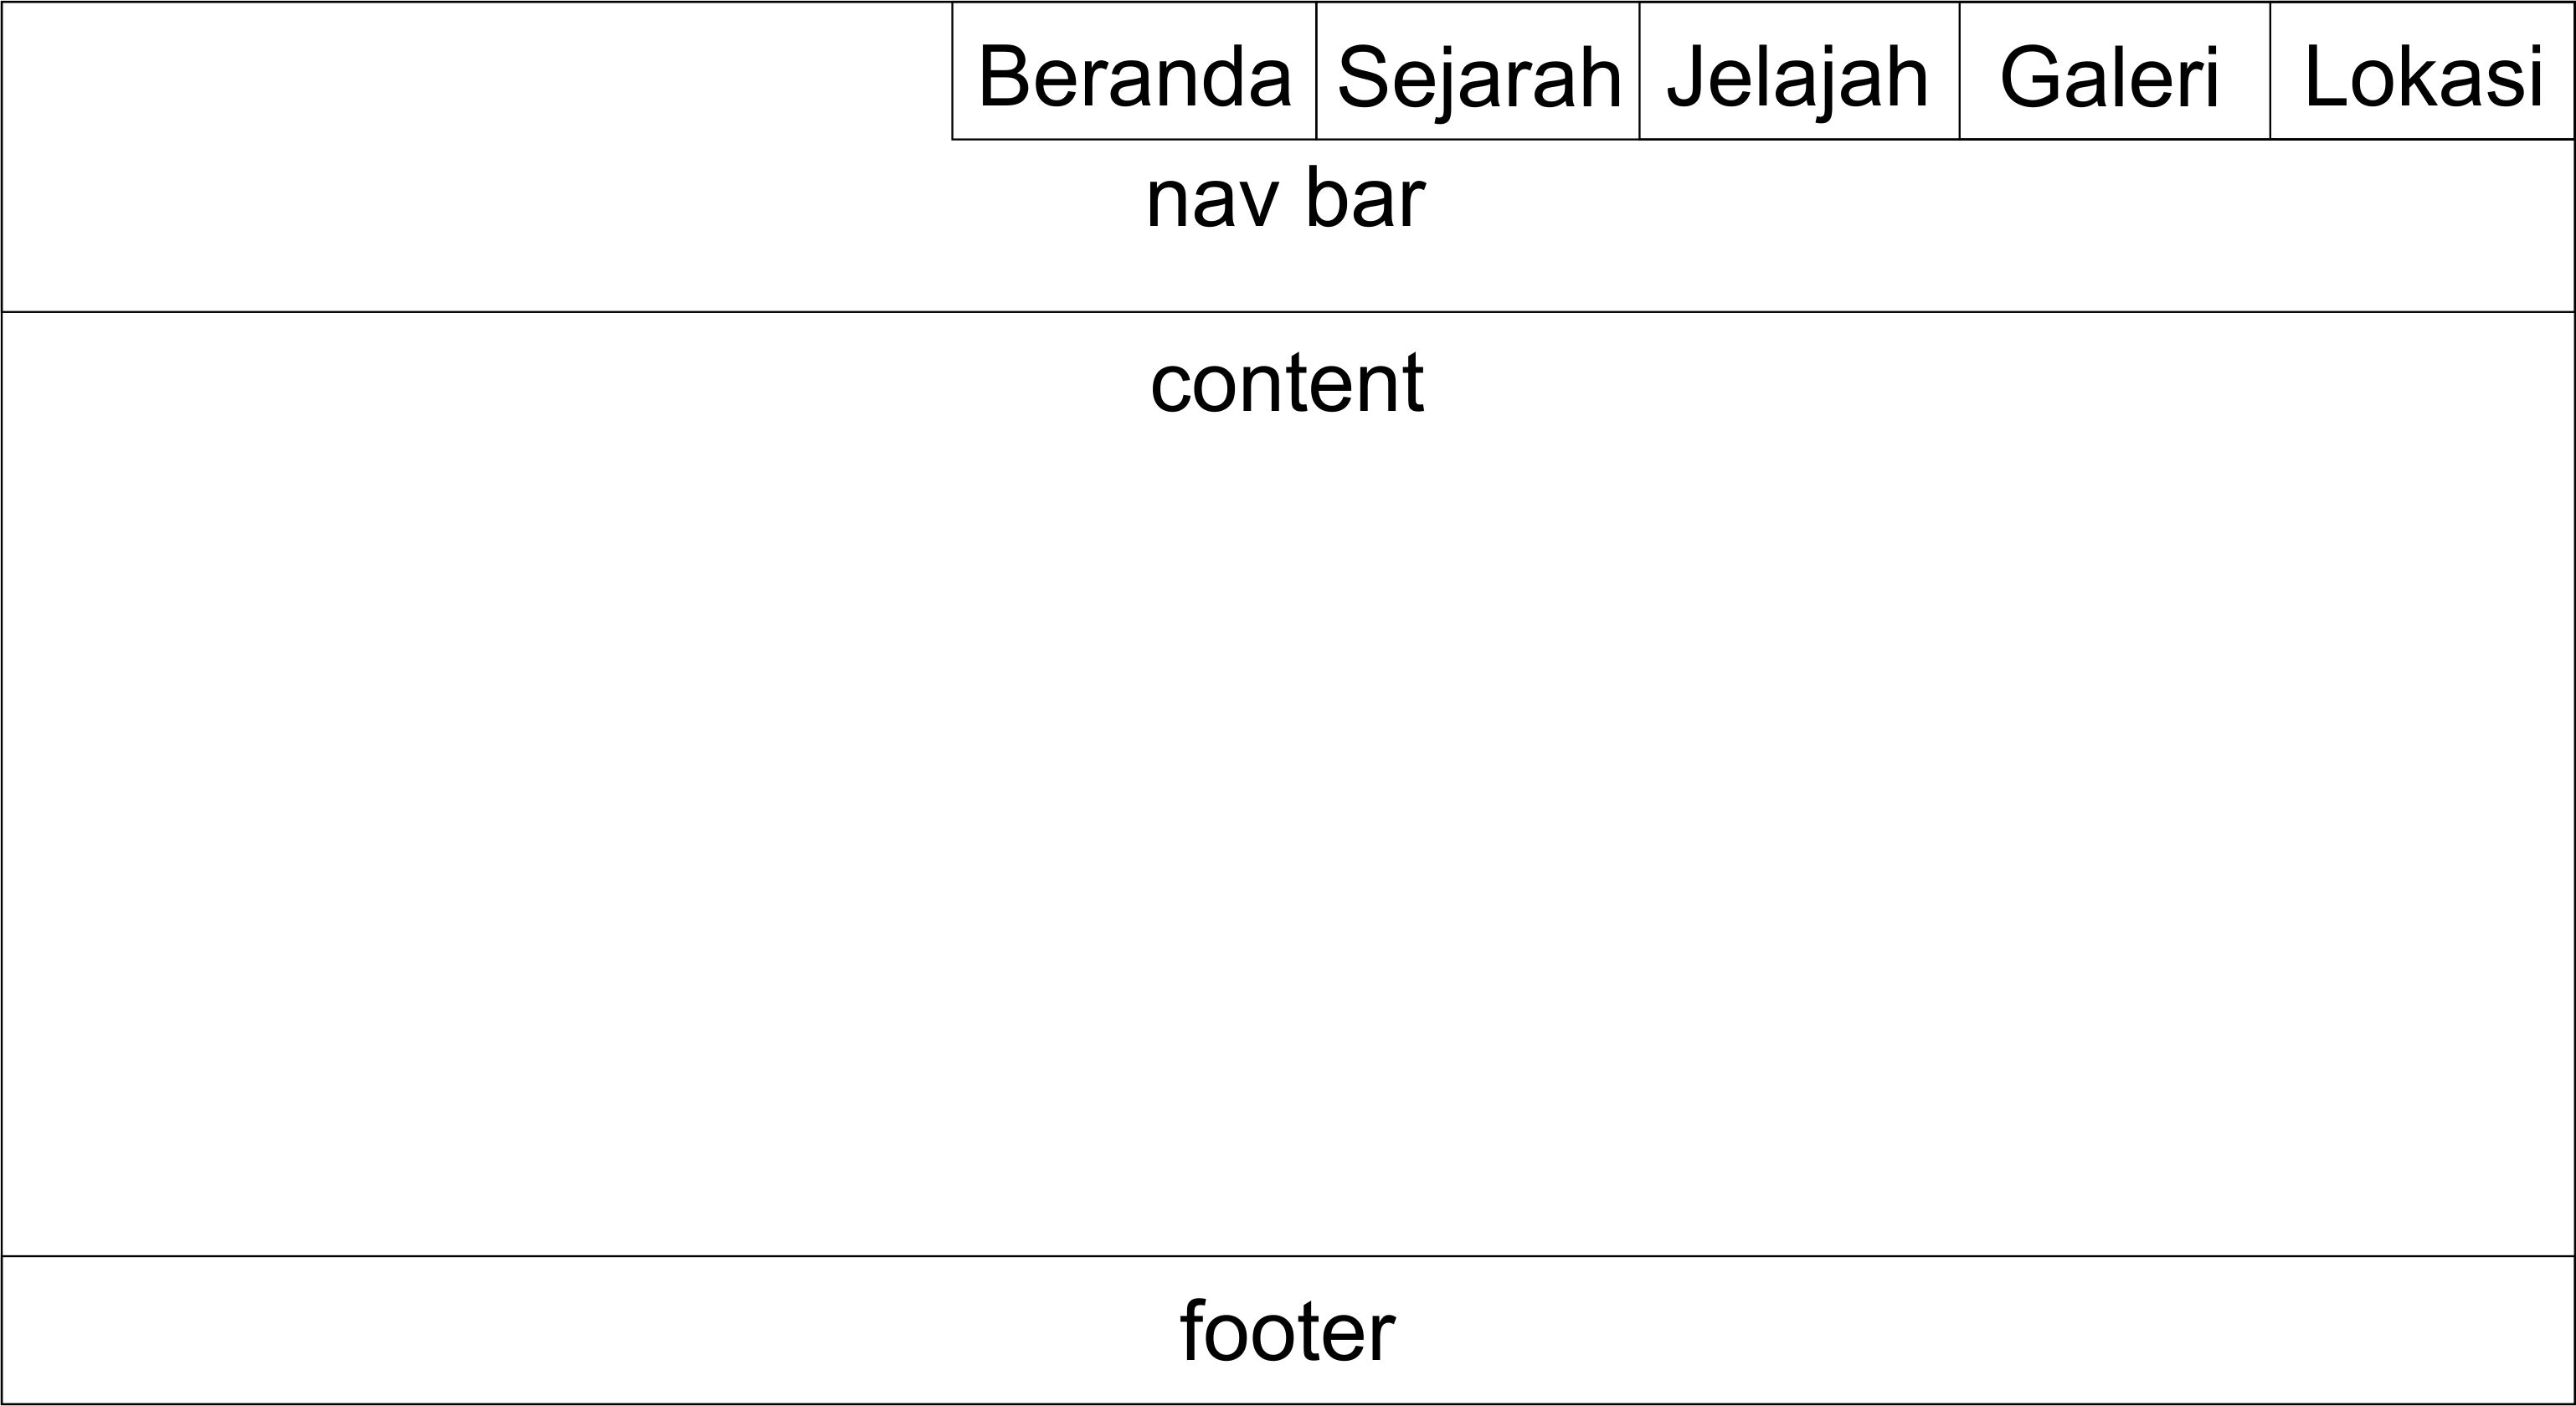 Beranda Sejarah Jelajah Galeri Lokasi
nav bar
content
footer